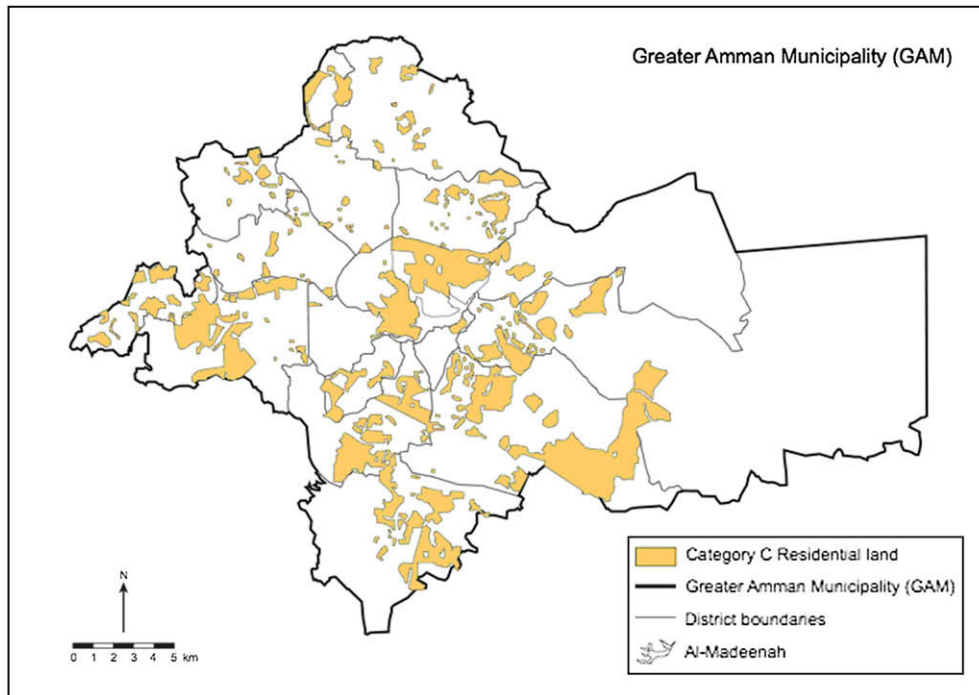 Greater Amman Municipality (GAM)
Category C Residential land
Greater Amman Municipality (GAM)
District boundaries
Al-Madeenah
N
0 1 2 3 4 5 km